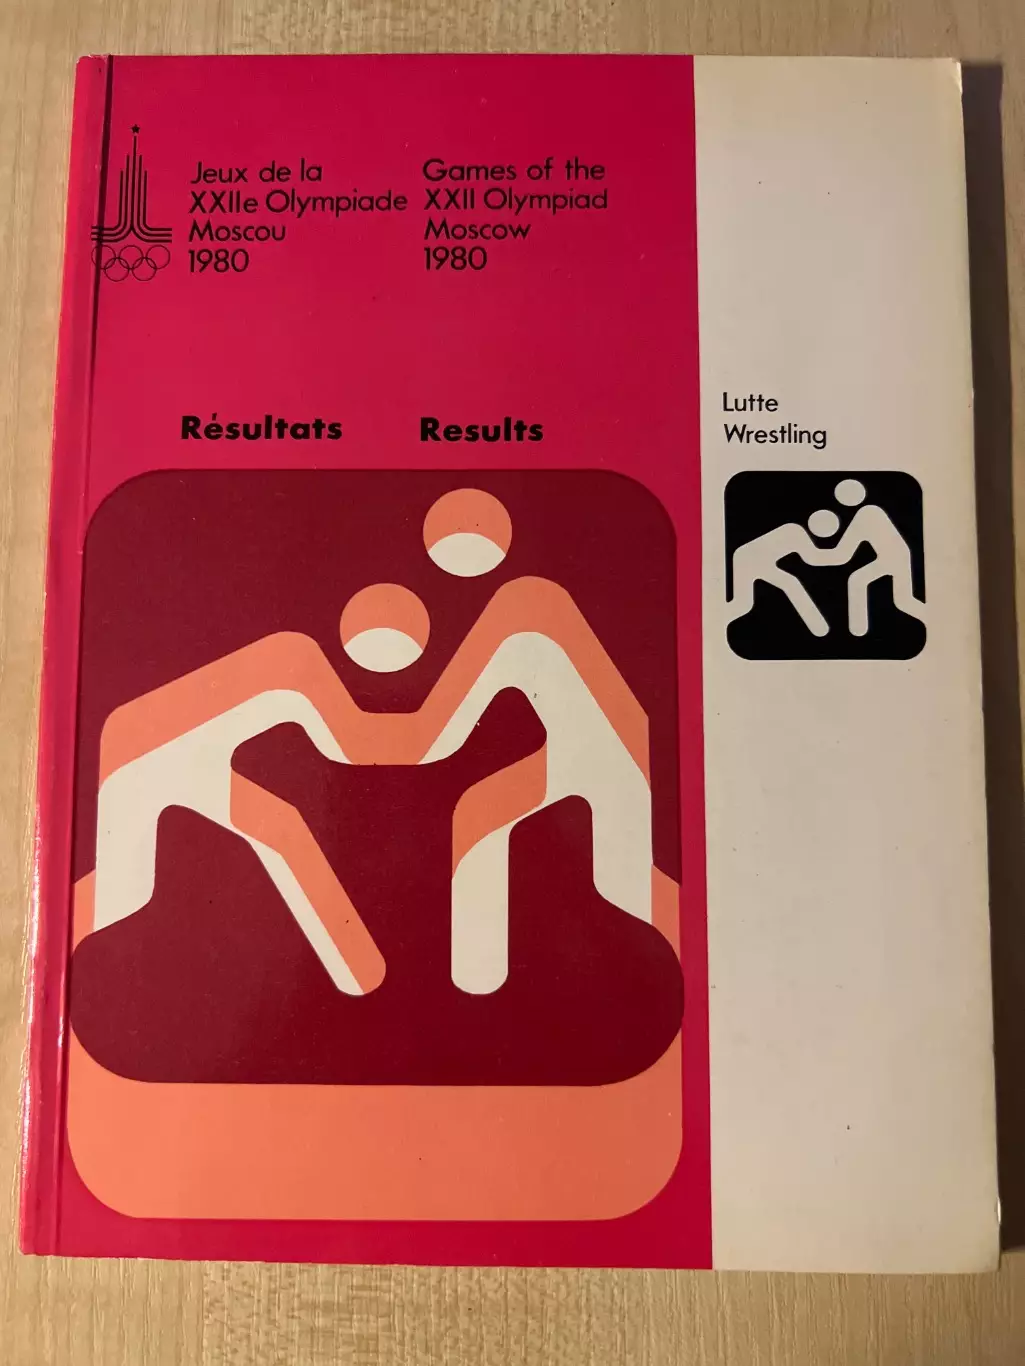 Jeux de la
XXIIe Olympiade
Moscou
1980
Games of the
XXII Olympiad
Moscow
1980
Résultats
Results
Lutte
Wrestling